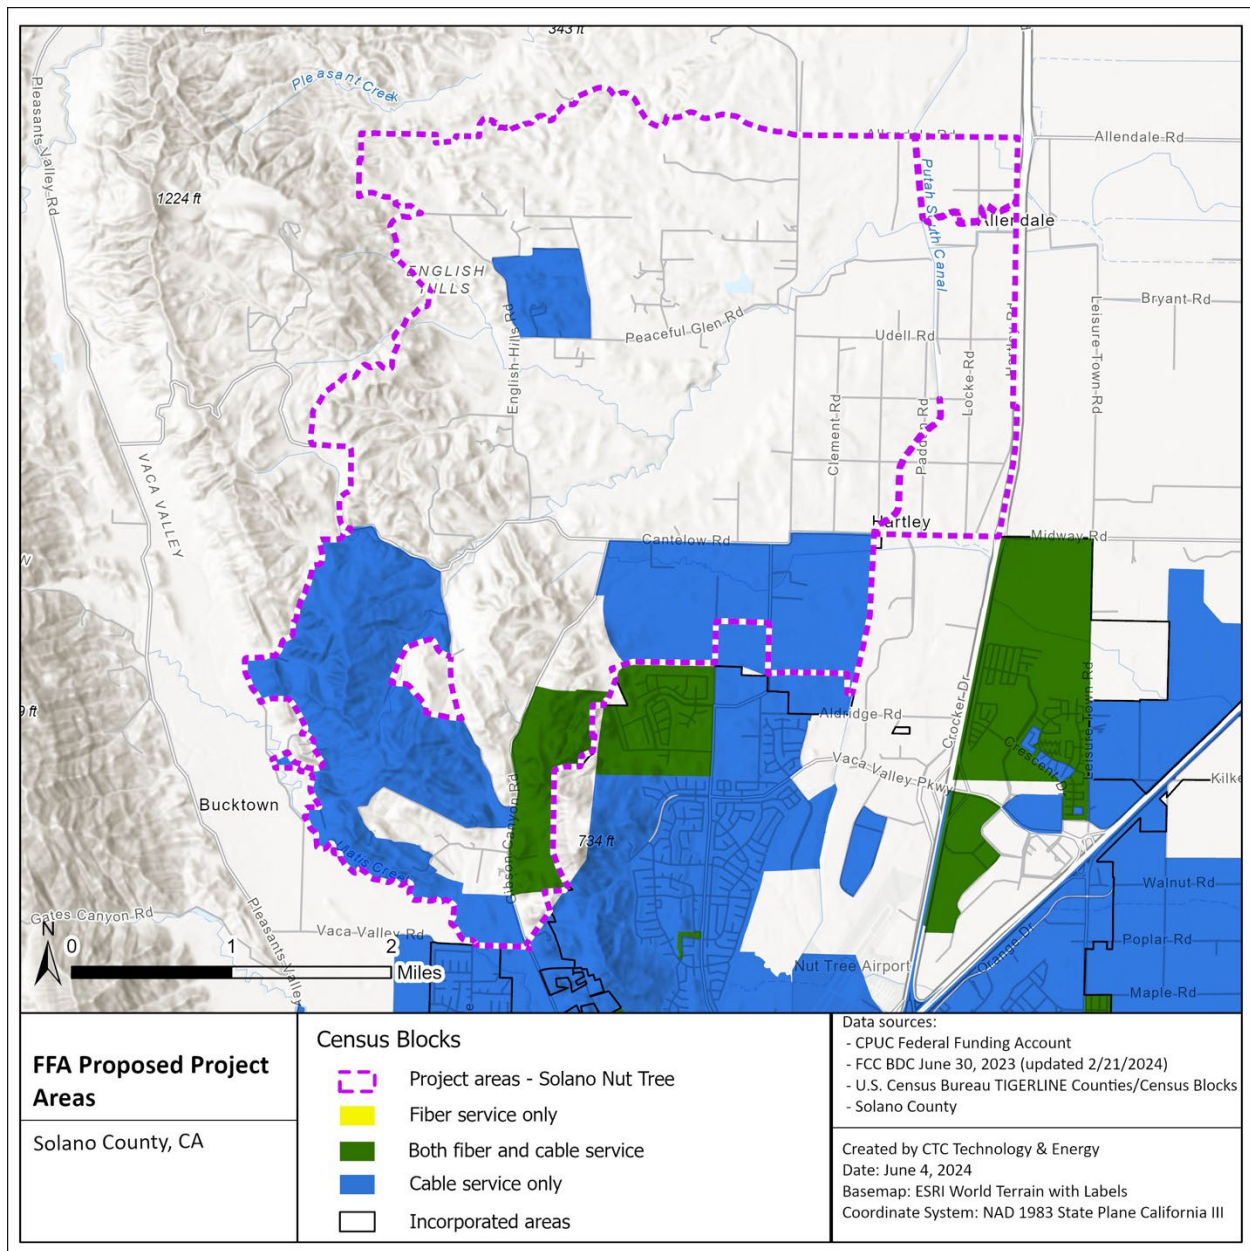 343 ft
Pleasant Creek
Pleasants Valley Rd
Allendale Rd
Allendale Rd
1224 ft
Putah South Canal
Allendale
ENGLISH
HILLS
Bryant Rd
Leisure Town Rd
Peaceful Glen Rd
Udell Rd
English Hills Rd
Locke Rd
Clement Rd
Paddon Rd
VACA VALLEY
Hartley
Cantelow Rd
Midway Rd
9 ft
Aldridge Rd
Crocker Dr
Leisure Town Rd
Crescent Dr
Vaca Valley Pkwy
Kilke
Bucktown
Gibson Canyon Rd
734 ft
Ulatis Creek
Walnut Rd
Gates Canyon Rd
Pleasants Valley
Vaca Valley Rd
Poplar Rd
Orange Dr
Nut Tree Airport
Maple Rd
N
0 1 2
Miles
FFA Proposed Project
Areas
Solano County, CA
Census Blocks
Project areas - Solano Nut Tree
Fiber service only
Both fiber and cable service
Cable service only
Incorporated areas
Data sources:
- CPUC Federal Funding Account
- FCC BDC June 30, 2023 (updated 2/21/2024)
- U.S. Census Bureau TIGERLINE Counties/Census Blocks
- Solano County
Created by CTC Technology & Energy
Date: June 4, 2024
Basemap: ESRI World Terrain with Labels
Coordinate System: NAD 1983 State Plane California III